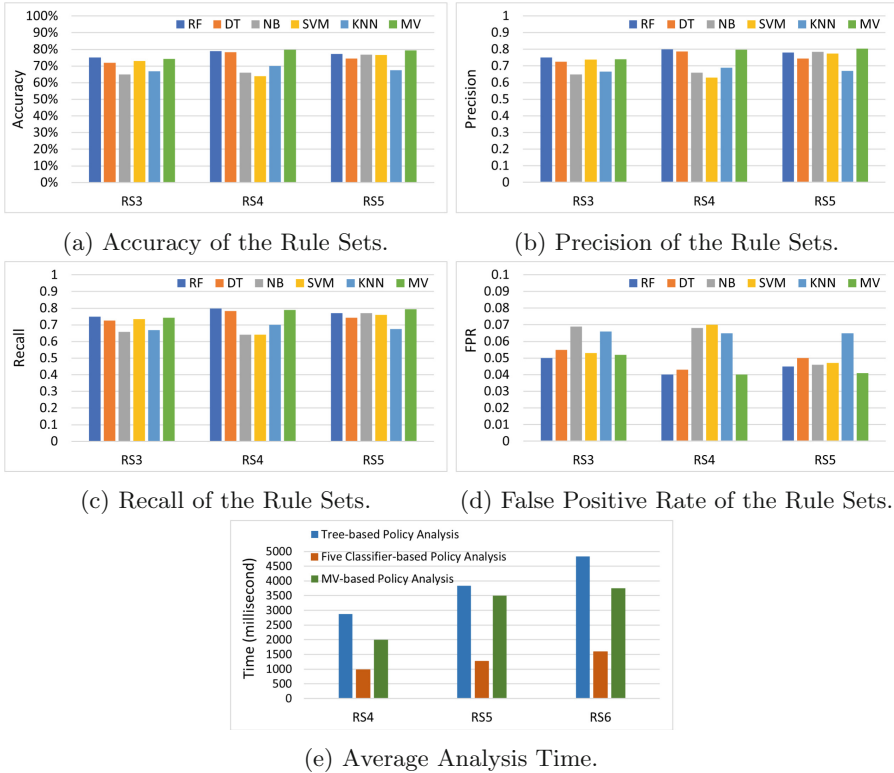 RF DT NB SVM KNN MV
100%
90%
80%
70%
60%
50%
40%
30%
20%
10%
0%
Accuracy
RS3 RS4 RS5
(a) Accuracy of the Rule Sets.
RF DT NB SVM KNN MV
1
0.9
0.8
0.7
0.6
0.5
0.4
0.3
0.2
0.1
0
Precision
RS3 RS4 RS5
(b) Precision of the Rule Sets.
RF DT NB SVM KNN MV
1
0.9
0.8
0.7
0.6
0.5
0.4
0.3
0.2
0.1
0
Recall
RS3 RS4 RS5
(c) Recall of the Rule Sets.
RF DT NB SVM KNN MV
0.1
0.09
0.08
0.07
0.06
0.05
0.04
0.03
0.02
0.01
0
FPR
RS3 RS4 RS5
(d) False Positive Rate of the Rule Sets.
Tree-based Policy Analysis
Five Classifier-based Policy Analysis
MV-based Policy Analysis
5000
4500
4000
3500
3000
2500
2000
1500
1000
500
0
Time (millisecond)
RS4 RS5 RS6
(e) Average Analysis Time.